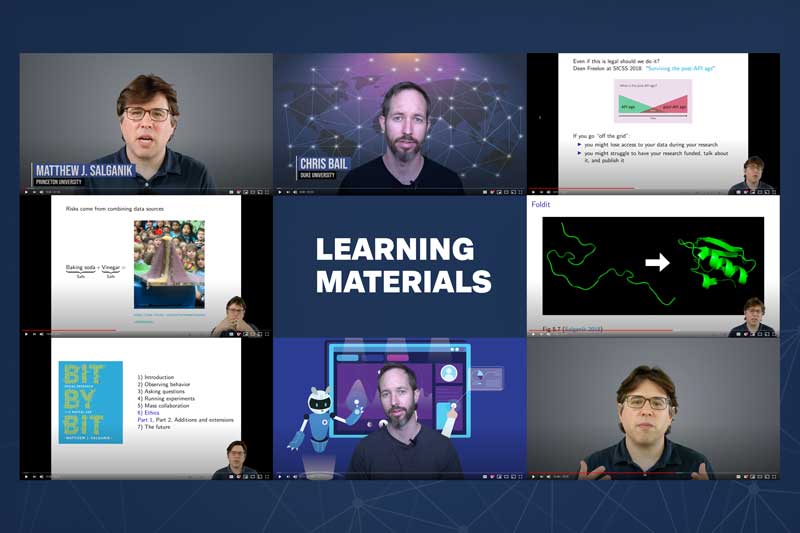 MATTHEW J. SALGANIK
PRINCETON UNIVERSITY
CHRIS BAIL
DUKE UNIVERSITY
Even if this is legal should we do it?
Deen Freelon at SICSS 2018: "Surviving the post-API age"
What is the post-API age?
API age
post-API age
If you go "off the grid":
you might lose access to your data during your research
you might struggle to have your research funded, talk about
it, and publish it
Risks come from combining data sources
Baking soda + Vinegar =
Safe
Safe
LEARNING
MATERIALS
Foldit
Fig 5.7 (Salganik 2018)
BIT
BY
BIT
MATTHEW J. SALGANIK
1) Introduction
2) Observing behavior
3) Asking questions
4) Running experiments
5) Mass collaboration
6) Ethics
Part 1, Part 2. Additions and extensions
7) The future